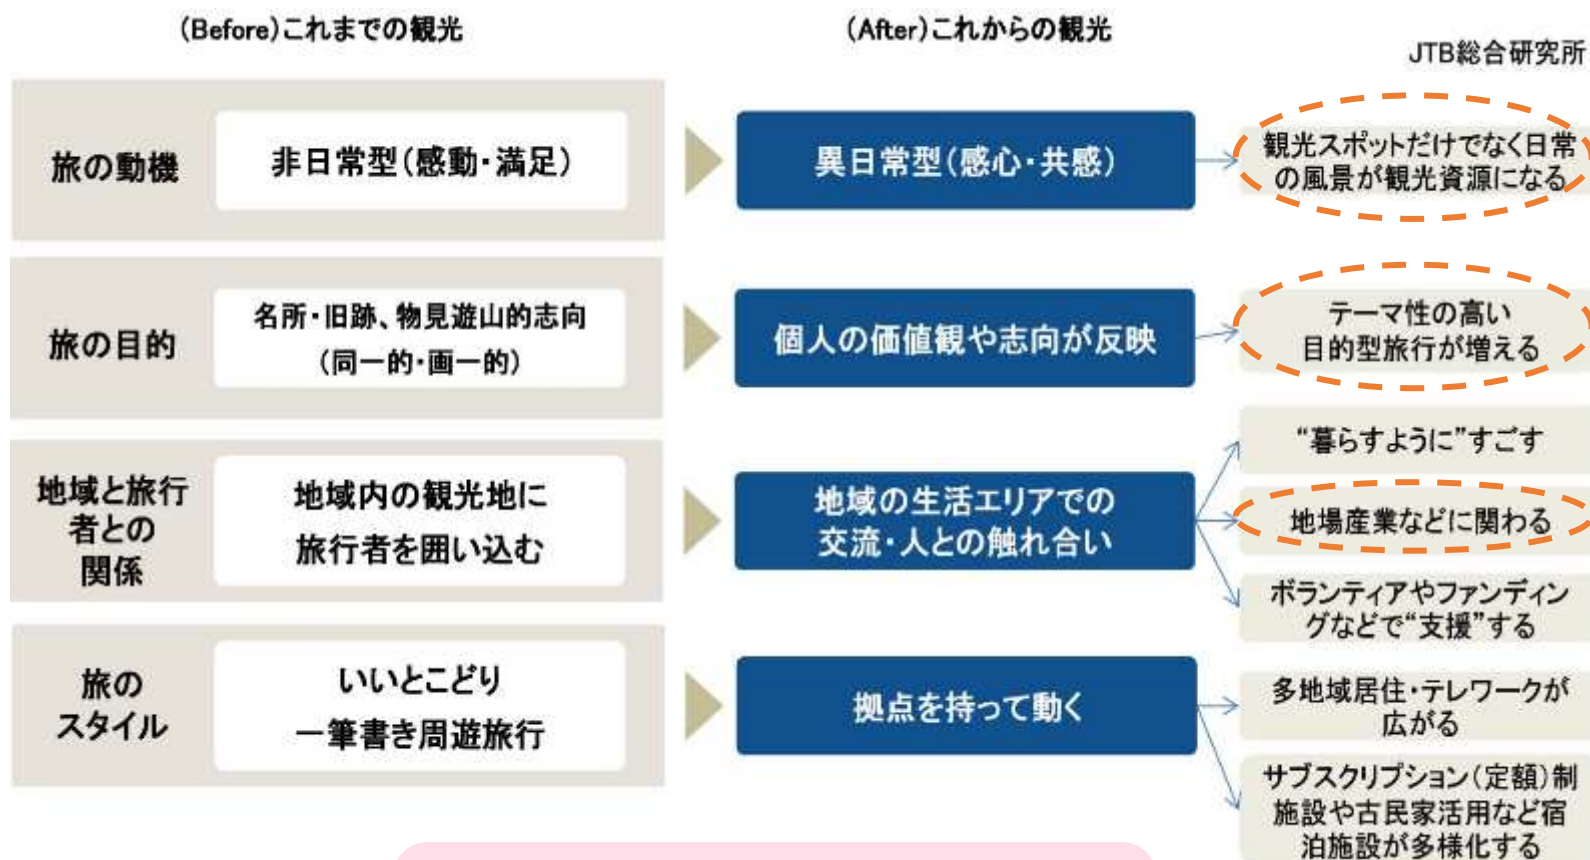 (Before)これまでの観光
(After)これからの観光
JTB総合研究所
旅の動機
非日常型(感動・満足)
異日常型(感心・共感)
観光スポットだけでなく日常
の風景が観光資源になる
旅の目的
名所・旧跡、物見遊山的志向
(同一的・画一的)
個人の価値観や志向が反映
テーマ性の高い
目的型旅行が増える
地域と旅行
者との
関係
地域内の観光地に
旅行者を囲い込む
地域の生活エリアでの
交流・人との触れ合い
“暮らすように”すごす
地場産業などに関わる
ボランティアやファンディン
グなどで“支援”する
旅の
スタイル
いいとこどり
一筆書き周遊旅行
拠点を持って動く
多地域居住・テレワークが
広がる
サブスクリプション(定額)制
施設や古民家活用など宿
泊施設が多様化する